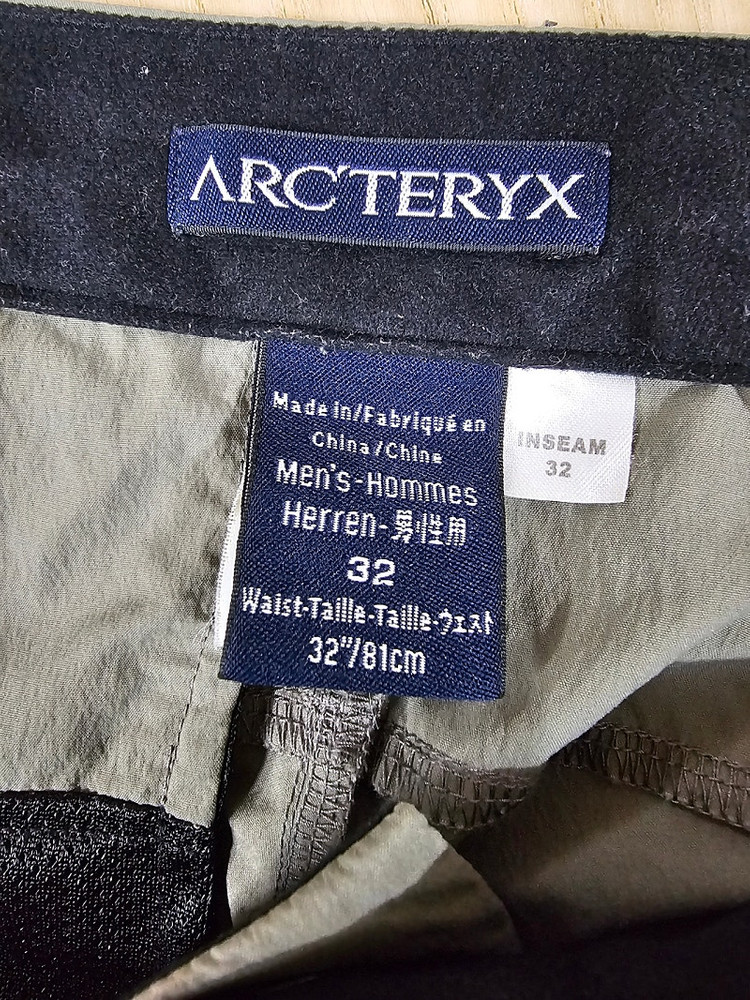 ARC'TERYX
Made in/Fabriqué en
China/Chine
Men's-Hommes
Herren-男性用
32
Waist-Taille-Taille-ウェスト
32"/81cm
INSEAM
32